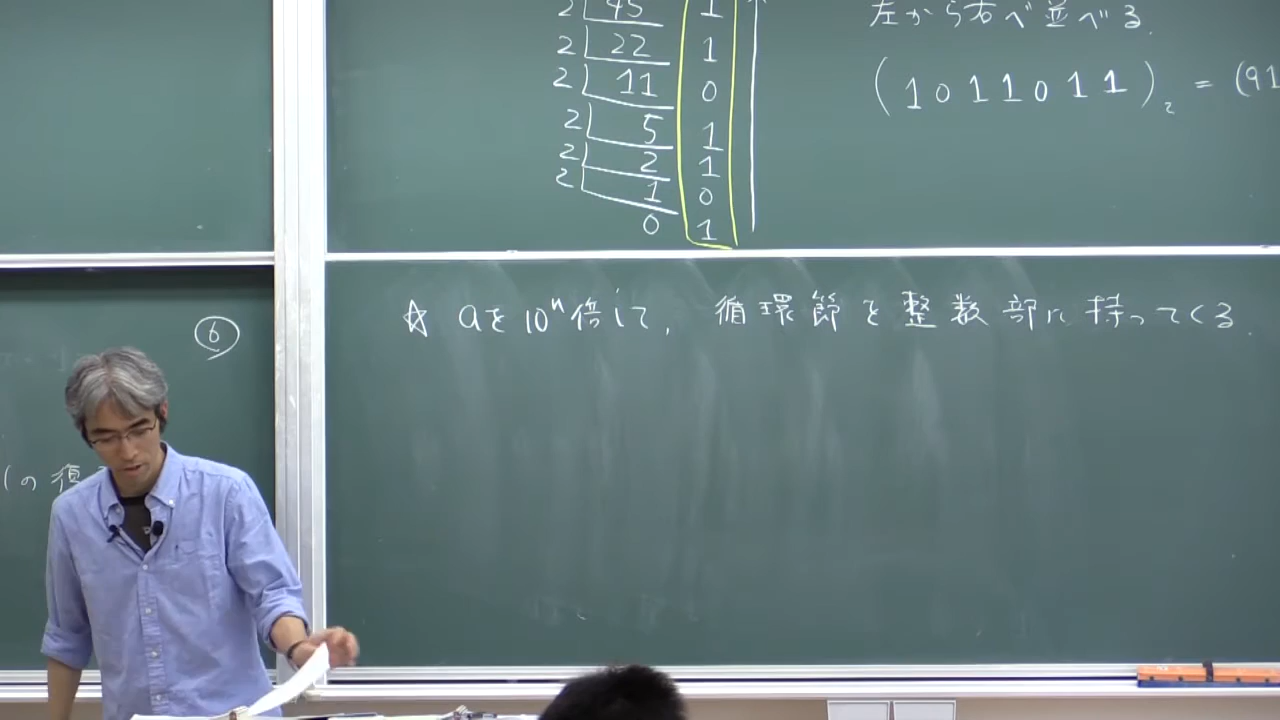 2 45 1
2 22 1
2 11 0
2 5 1
2 2 1
2 1 0
0 1
左から右へ並べる.
(1011011)₂ = (91
☆ aを10ⁿ倍して, 循環節を整数部に持ってくる.
⑥
の復